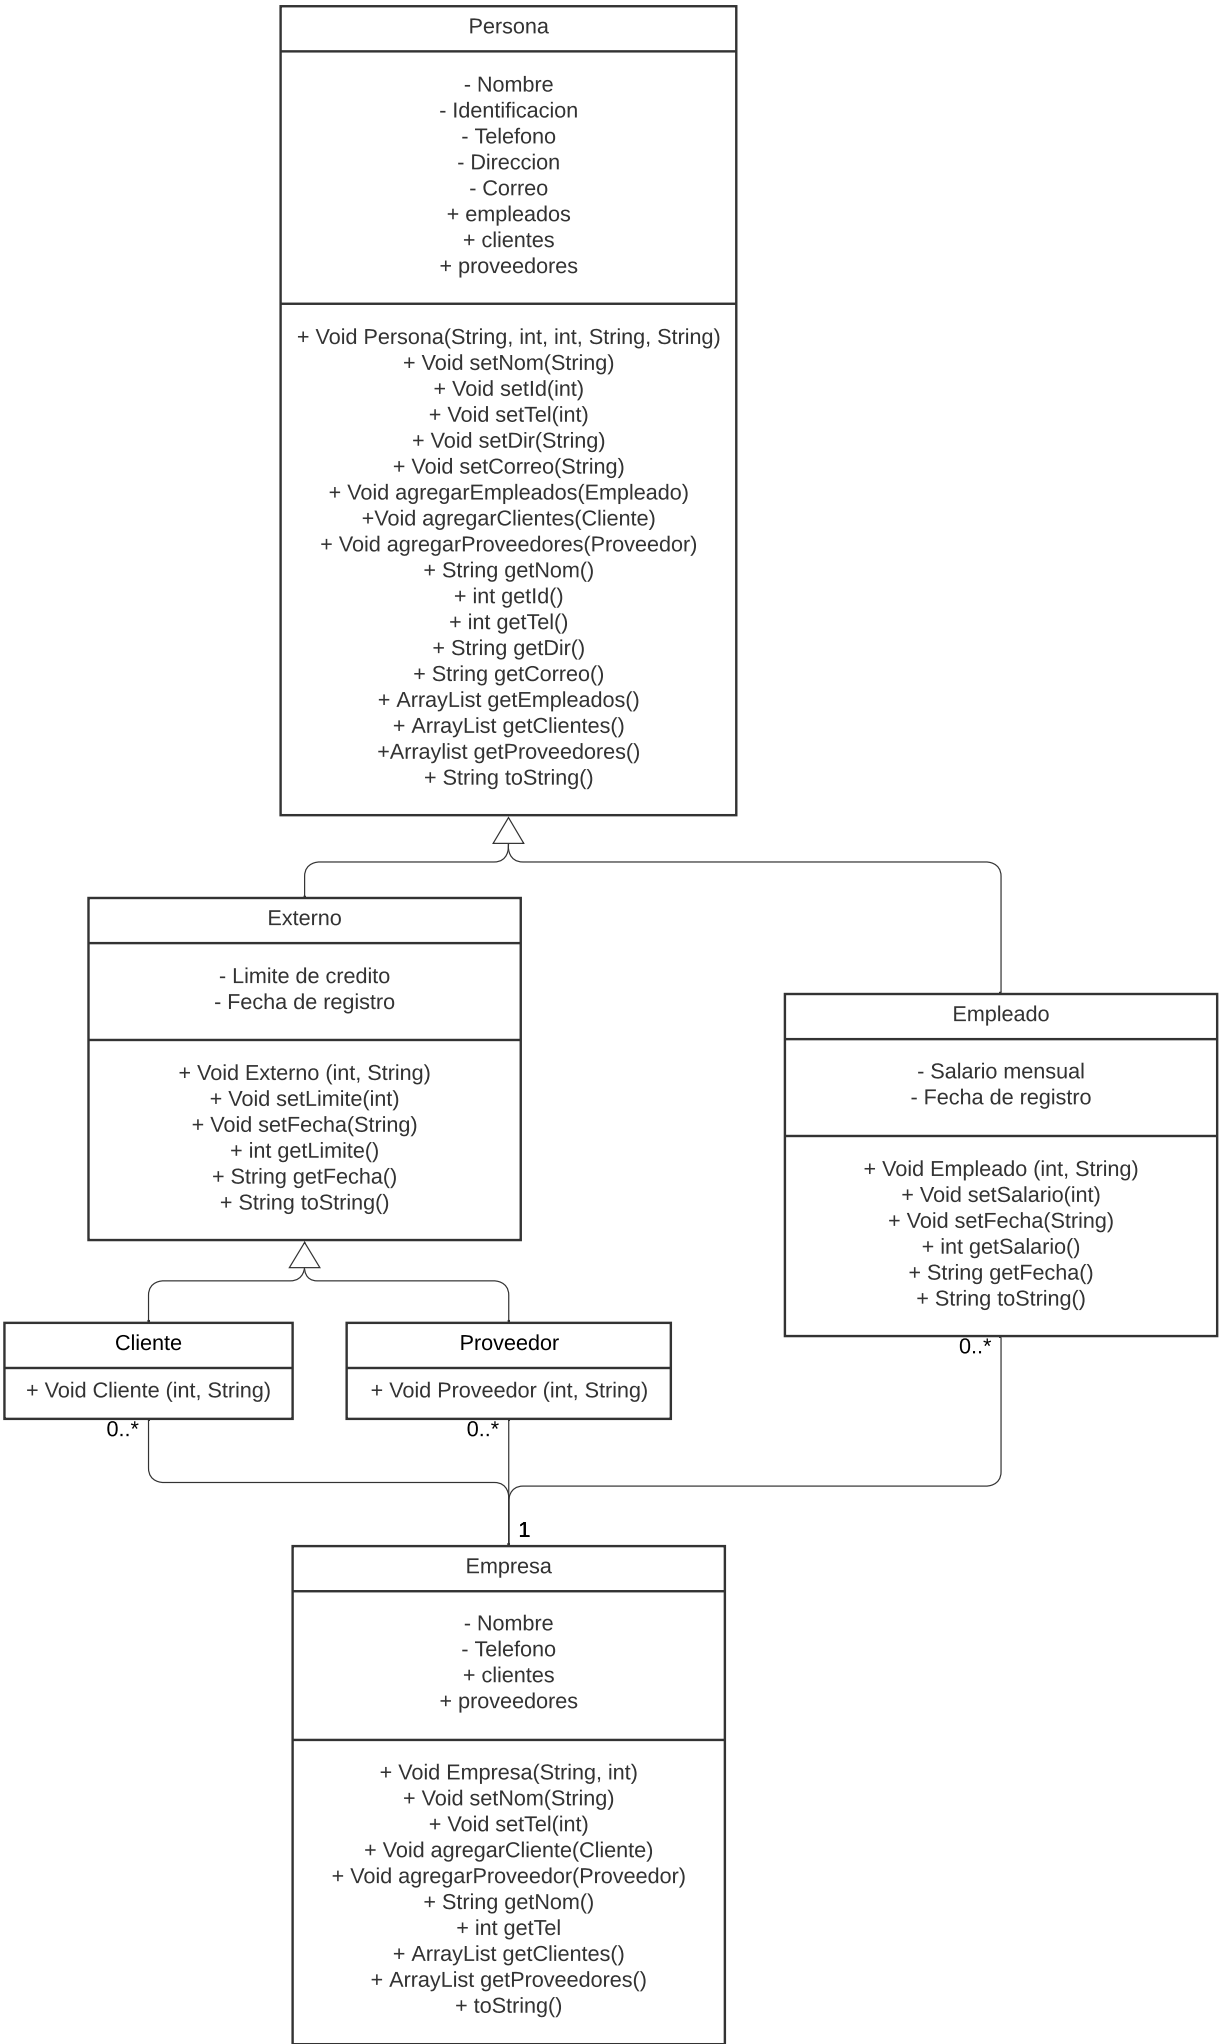 Persona
- Nombre
- Identificacion
- Telefono
- Direccion
- Correo
+ empleados
+ clientes
+ proveedores
+ Void Persona(String, int, int, String, String)
+ Void setNom(String)
+ Void setId(int)
+ Void setTel(int)
+ Void setDir(String)
+ Void setCorreo(String)
+ Void agregarEmpleados(Empleado)
+Void agregarClientes(Cliente)
+ Void agregarProveedores(Proveedor)
+ String getNom()
+ int getId()
+ int getTel()
+ String getDir()
+ String getCorreo()
+ ArrayList getEmpleados()
+ ArrayList getClientes()
+Arraylist getProveedores()
+ String toString()
Externo
- Limite de credito
- Fecha de registro
+ Void Externo (int, String)
+ Void setLimite(int)
+ Void setFecha(String)
+ int getLimite()
+ String getFecha()
+ String toString()
Empleado
- Salario mensual
- Fecha de registro
+ Void Empleado (int, String)
+ Void setSalario(int)
+ Void setFecha(String)
+ int getSalario()
+ String getFecha()
+ String toString()
0..*
Cliente
+ Void Cliente (int, String)
0..*
Proveedor
+ Void Proveedor (int, String)
0..*
1
Empresa
- Nombre
- Telefono
+ clientes
+ proveedores
+ Void Empresa(String, int)
+ Void setNom(String)
+ Void setTel(int)
+ Void agregarCliente(Cliente)
+ Void agregarProveedor(Proveedor)
+ String getNom()
+ int getTel
+ ArrayList getClientes()
+ ArrayList getProveedores()
+ toString()